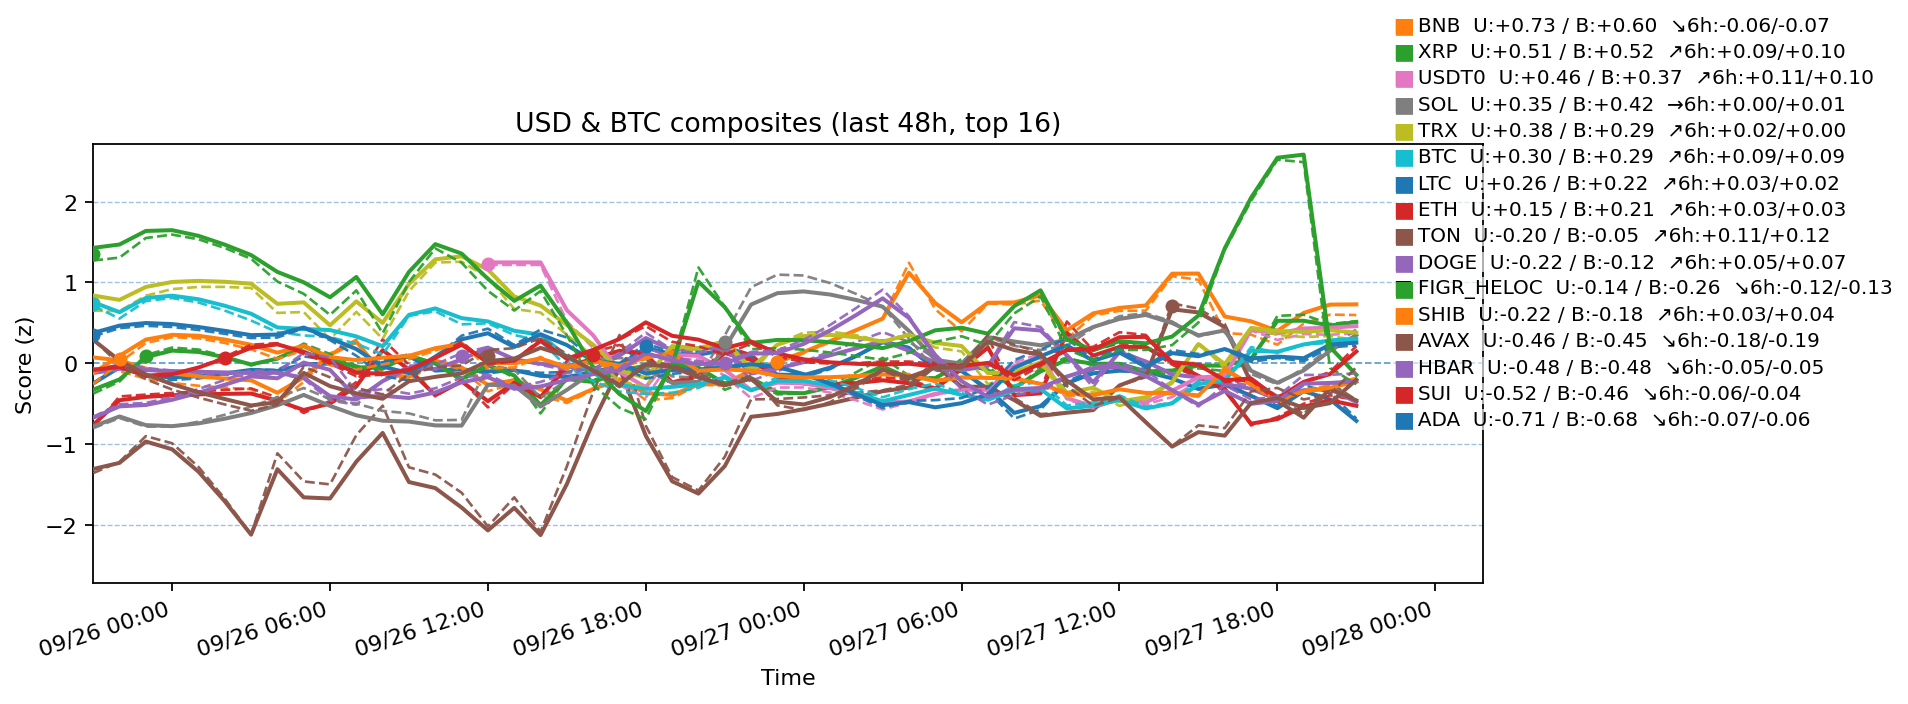 BNB  U:+0.73 / B:+0.60  ↘6h:-0.06/-0.07
XRP  U:+0.51 / B:+0.52  ↗6h:+0.09/+0.10
USDT0  U:+0.46 / B:+0.37  ↗6h:+0.11/+0.10
SOL  U:+0.35 / B:+0.42  →6h:+0.00/+0.01
TRX  U:+0.38 / B:+0.29  ↗6h:+0.02/+0.00
BTC  U:+0.30 / B:+0.29  ↗6h:+0.09/+0.09
LTC  U:+0.26 / B:+0.22  ↗6h:+0.03/+0.02
ETH  U:+0.15 / B:+0.21  ↗6h:+0.03/+0.03
TON  U:-0.20 / B:-0.05  ↗6h:+0.11/+0.12
DOGE  U:-0.22 / B:-0.12  ↗6h:+0.05/+0.07
FIGR_HELOC  U:-0.14 / B:-0.26  ↘6h:-0.12/-0.13
SHIB  U:-0.22 / B:-0.18  ↗6h:+0.03/+0.04
AVAX  U:-0.46 / B:-0.45  ↘6h:-0.18/-0.19
HBAR  U:-0.48 / B:-0.48  ↘6h:-0.05/-0.05
SUI  U:-0.52 / B:-0.46  ↘6h:-0.06/-0.04
ADA  U:-0.71 / B:-0.68  ↘6h:-0.07/-0.06
USD & BTC composites (last 48h, top 16)
Score (z)
2
1
0
−1
−2
09/26 00:00
09/26 06:00
09/26 12:00
09/26 18:00
09/27 00:00
09/27 06:00
09/27 12:00
09/27 18:00
09/28 00:00
Time